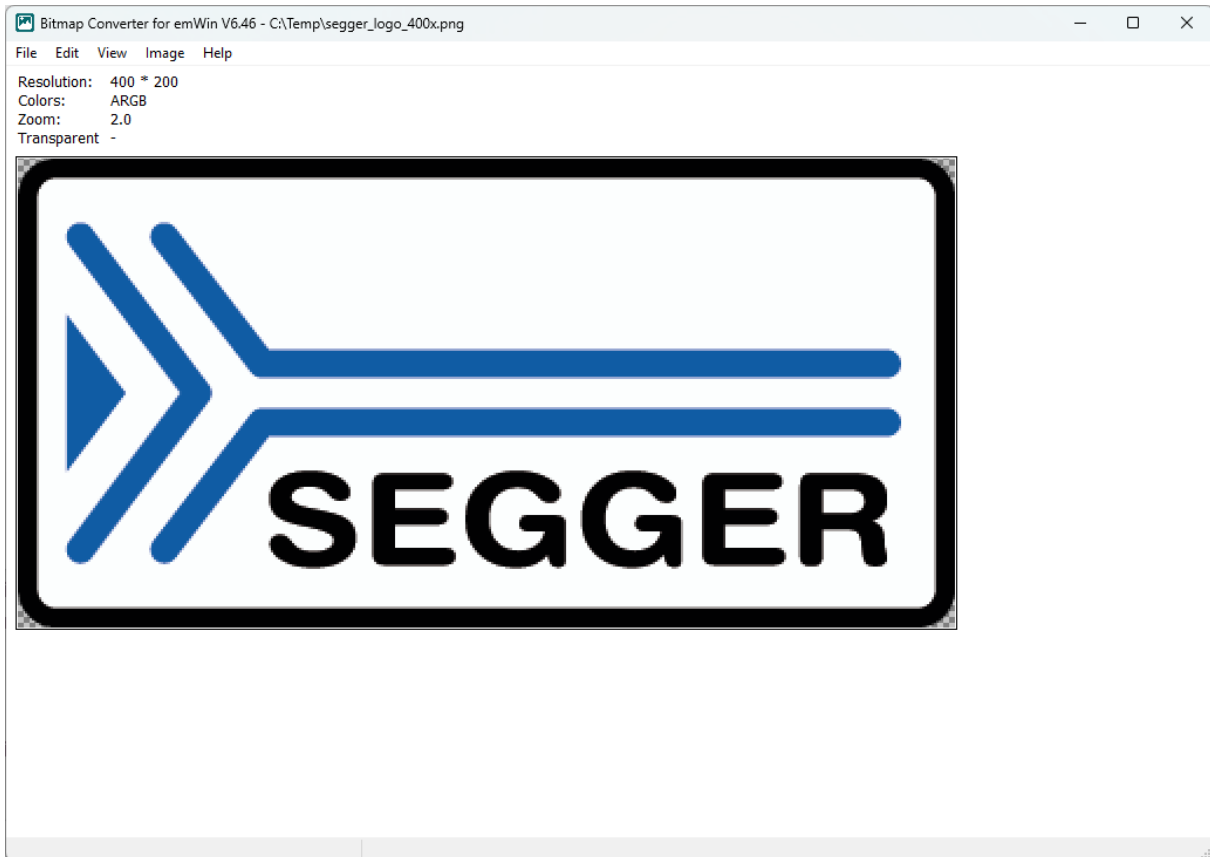 Bitmap Converter for emWin V6.46 - C:\Temp\segger_logo_400x.png
File Edit View Image Help
Resolution: 400 * 200
Colors: ARGB
Zoom: 2.0
Transparent -
SEGGER